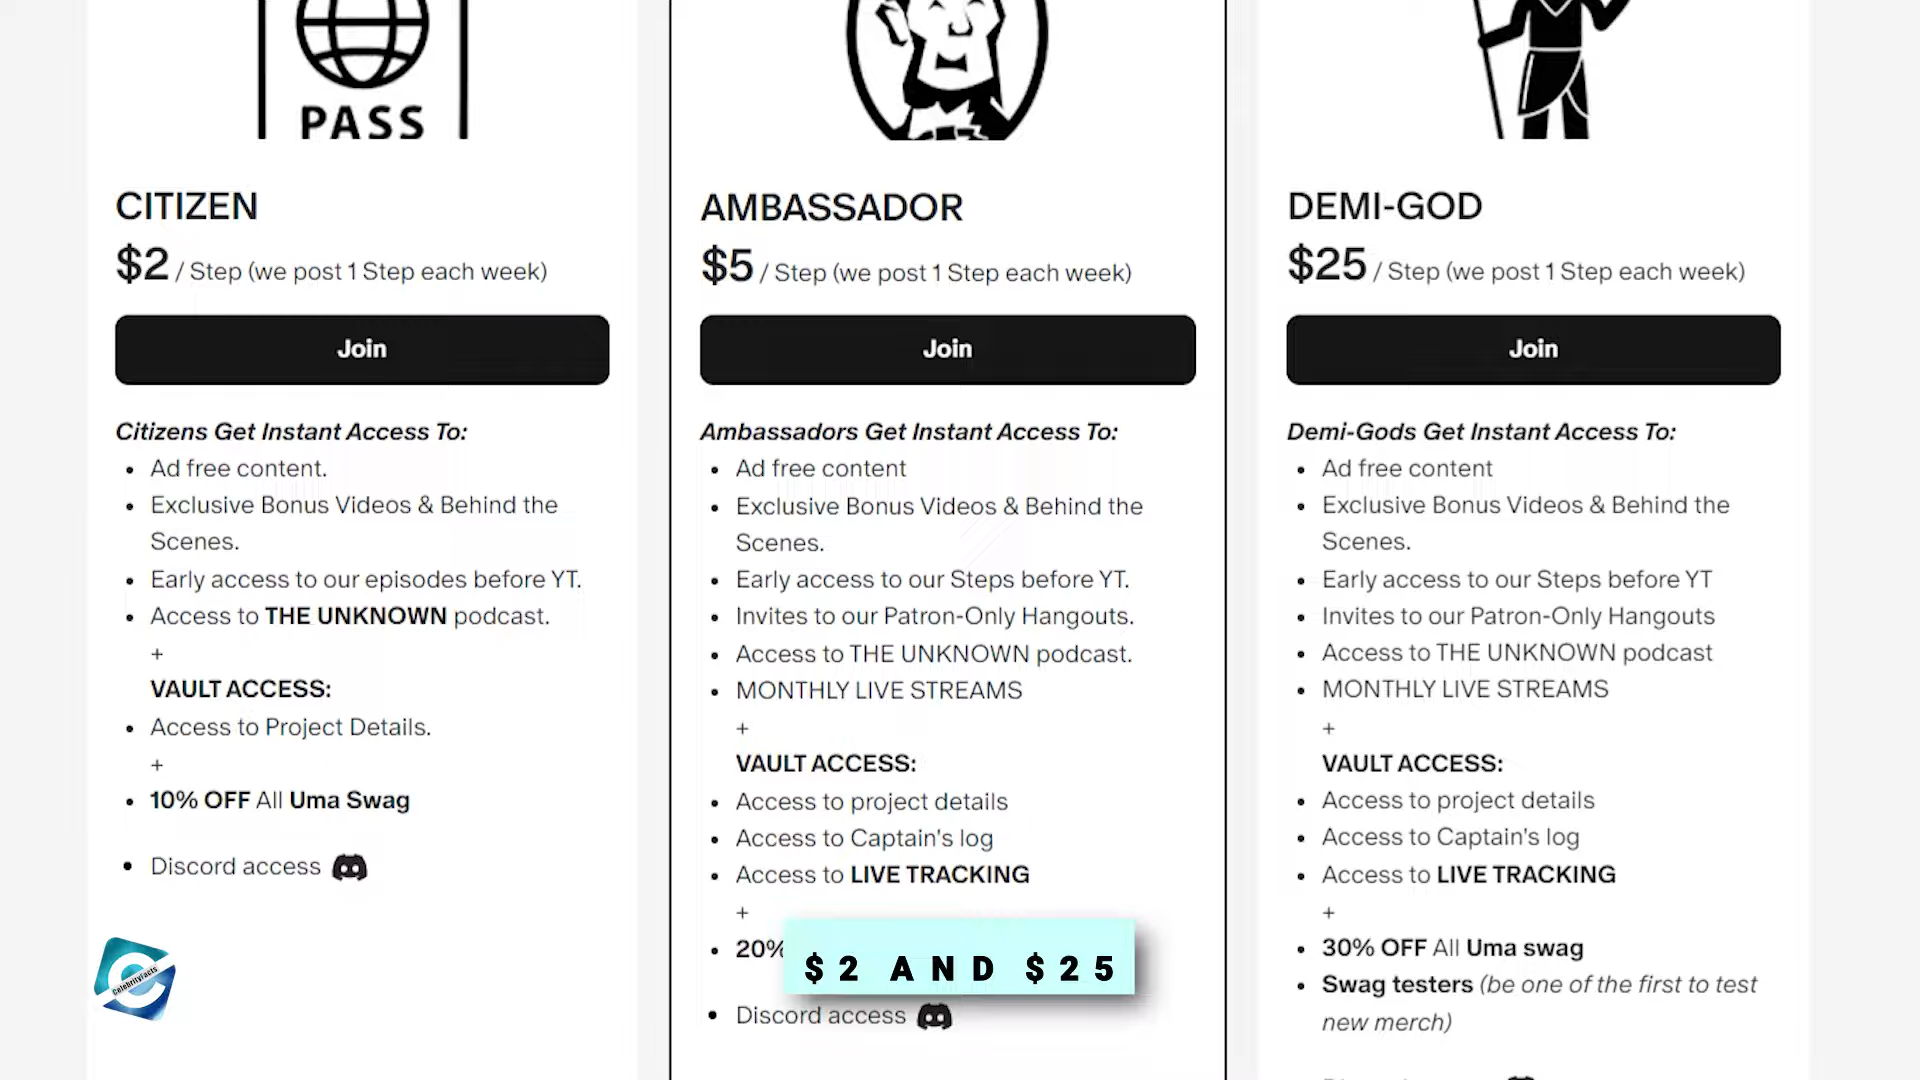 PASS
CITIZEN
$2 / Step (we post 1 Step each week)
Join
Citizens Get Instant Access To:
• Ad free content.
• Exclusive Bonus Videos & Behind the
Scenes.
• Early access to our episodes before YT.
• Access to THE UNKNOWN podcast.
+
VAULT ACCESS:
• Access to Project Details.
+
• 10% OFF All Uma Swag
• Discord access
AMBASSADOR
$5 / Step (we post 1 Step each week)
Join
Ambassadors Get Instant Access To:
• Ad free content
• Exclusive Bonus Videos & Behind the
Scenes.
• Early access to our Steps before YT.
• Invites to our Patron-Only Hangouts.
• Access to THE UNKNOWN podcast.
• MONTHLY LIVE STREAMS
+
VAULT ACCESS:
• Access to project details
• Access to Captain's log
• Access to LIVE TRACKING
+
• 20%
• Discord access
DEMI-GOD
$25 / Step (we post 1 Step each week)
Join
Demi-Gods Get Instant Access To:
• Ad free content
• Exclusive Bonus Videos & Behind the
Scenes.
• Early access to our Steps before YT
• Invites to our Patron-Only Hangouts
• Access to THE UNKNOWN podcast
• MONTHLY LIVE STREAMS
+
VAULT ACCESS:
• Access to project details
• Access to Captain's log
• Access to LIVE TRACKING
+
• 30% OFF All Uma swag
• Swag testers (be one of the first to test
new merch)
$2 AND $25
CelebrityFacts